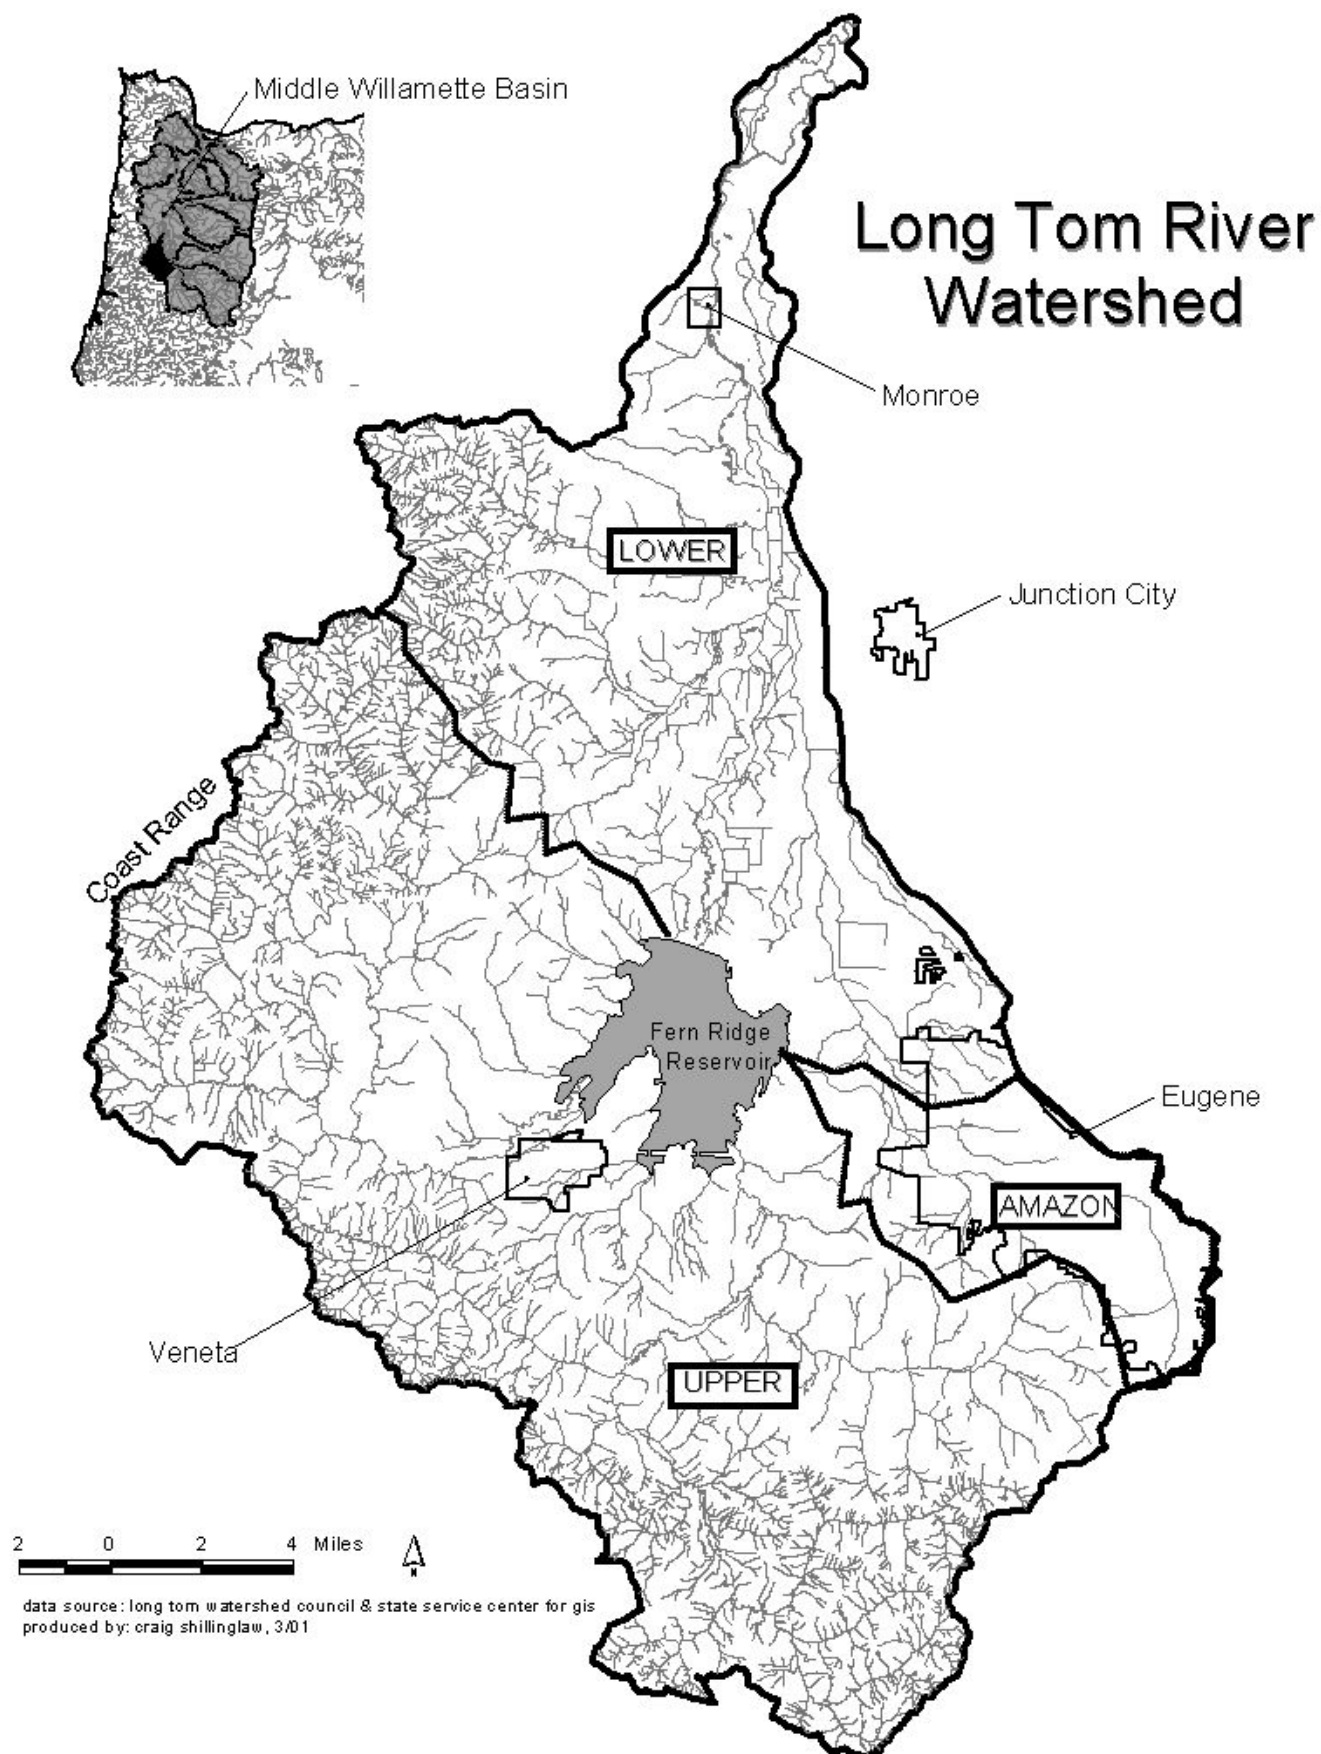 Middle Willamette Basin
Long Tom River
Watershed
Monroe
LOWER
Junction City
Coast Range
Fern Ridge
Reservoir
Eugene
AMAZON
Veneta
UPPER
2 0 2 4 Miles
N
data source: long tom watershed council & state service center for gis
produced by: craig shillinglaw, 3/01